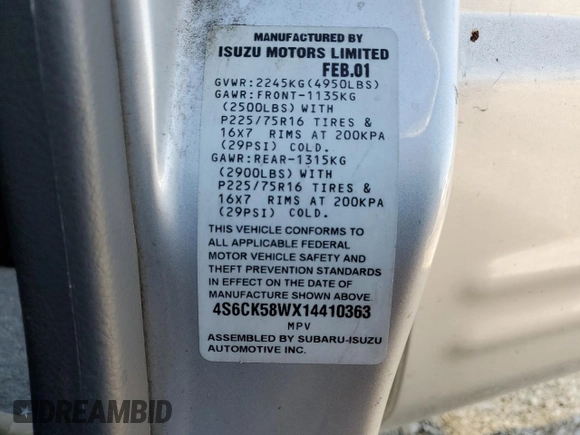 MANUFACTURED BY
ISUZU MOTORS LIMITED
FEB.01
GVWR:2245KG(4950LBS)
GAWR:FRONT-1135KG
(2500LBS) WITH
P225/75R16 TIRES &
16X7 RIMS AT 200KPA
(29PSI) COLD.
GAWR:REAR-1315KG
(2900LBS) WITH
P225/75R16 TIRES &
16X7 RIMS AT 200KPA
(29PSI) COLD.
THIS VEHICLE CONFORMS TO
ALL APPLICABLE FEDERAL
MOTOR VEHICLE SAFETY AND
THEFT PREVENTION STANDARDS
IN EFFECT ON THE DATE OF
MANUFACTURE SHOWN ABOVE.
4S6CK58WX14410363
MPV
ASSEMBLED BY SUBARU-ISUZU
AUTOMOTIVE INC.
DREAMBID